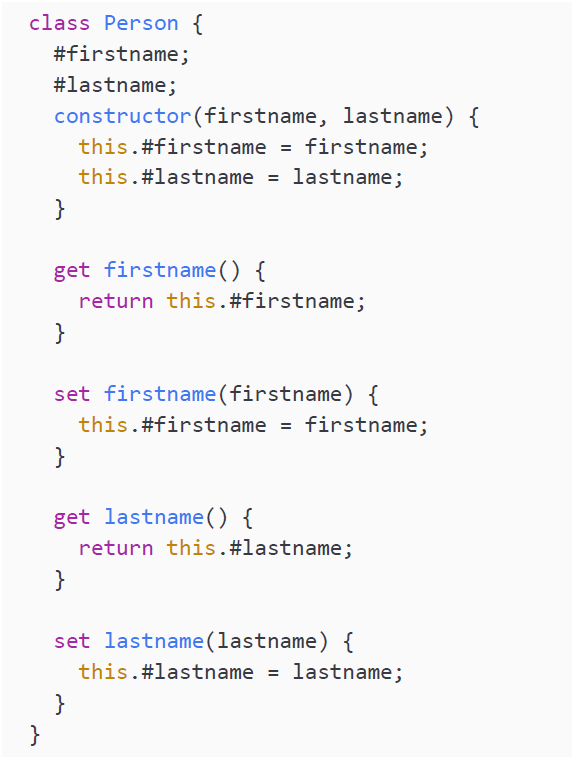 class Person {
  #firstname;
  #lastname;
  constructor(firstname, lastname) {
    this.#firstname = firstname;
    this.#lastname = lastname;
  }

  get firstname() {
    return this.#firstname;
  }

  set firstname(firstname) {
    this.#firstname = firstname;
  }

  get lastname() {
    return this.#lastname;
  }

  set lastname(lastname) {
    this.#lastname = lastname;
  }
}